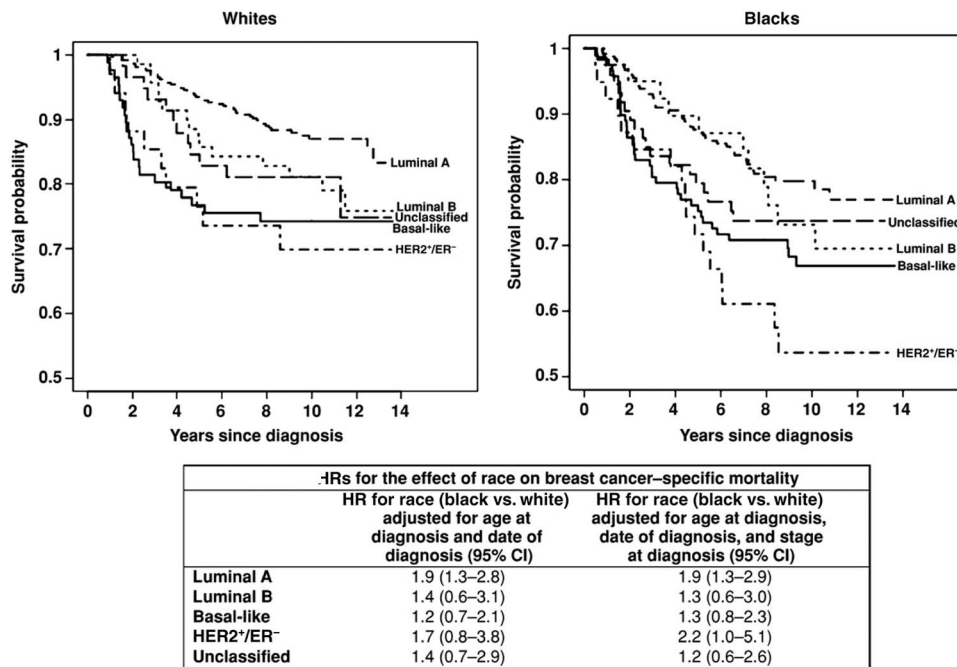 Whites
Survival probability
1
0.9
0.8
0.7
0.6
0.5
Luminal A
Luminal B
Unclassified
Basal-like
HER2+/ER−
0 2 4 6 8 10 12 14
Years since diagnosis
Blacks
Survival probability
1
0.9
0.8
0.7
0.6
0.5
Luminal A
Unclassified
Luminal B
Basal-like
HER2+/ER−
0 2 4 6 8 10 12 14
Years since diagnosis
HRs for the effect of race on breast cancer–specific mortality
HR for race (black vs. white) HR for race (black vs. white)
adjusted for age at adjusted for age at diagnosis,
diagnosis and date of date of diagnosis, and stage
diagnosis (95% CI) at diagnosis (95% CI)
Luminal A 1.9 (1.3–2.8) 1.9 (1.3–2.9)
Luminal B 1.4 (0.6–3.1) 1.3 (0.6–3.0)
Basal-like 1.2 (0.7–2.1) 1.3 (0.8–2.3)
HER2+/ER− 1.7 (0.8–3.8) 2.2 (1.0–5.1)
Unclassified 1.4 (0.7–2.9) 1.2 (0.6–2.6)